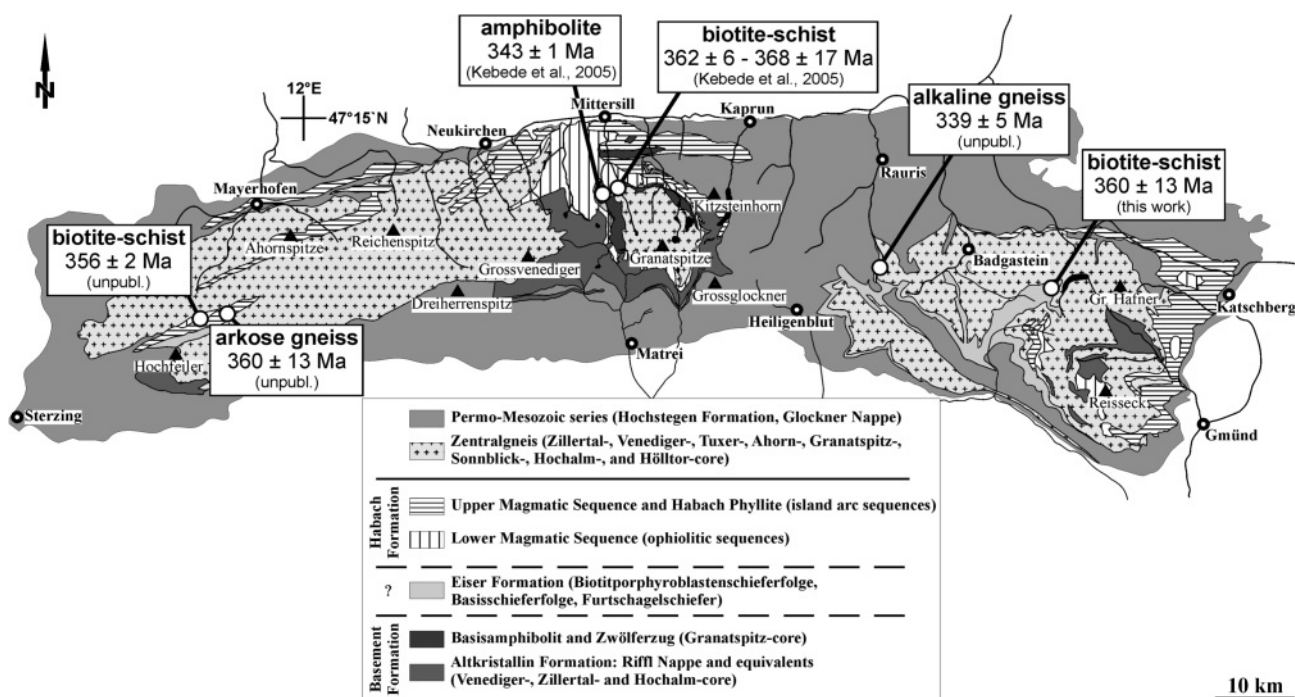 amphibolite
343 ± 1 Ma
(Kebede et al., 2005)
biotite-schist
362 ± 6 - 368 ± 17 Ma
(Kebede et al., 2005)
alkaline gneiss
339 ± 5 Ma
(unpubl.)
biotite-schist
360 ± 13 Ma
(this work)
N
12°E
47°15`N
Neukirchen
Mittersill
Kaprun
Rauris
Mayerhofen
Kitzsteinhorn
biotite-schist
356 ± 2 Ma
(unpubl.)
Ahornspitze
Reichenspitz
Grossvenediger
Granatspitze
Badgastein
Dreiherrenspitz
Grossglockner
Gr. Hafner
Katschberg
Heiligenblut
arkose gneiss
360 ± 13 Ma
(unpubl.)
Hochfeiler
Matrei
Reisseck
Sterzing
Gmünd
Permo-Mesozoic series (Hochstegen Formation, Glockner Nappe)
Zentralgneis (Zillertal-, Venediger-, Tuxer-, Ahorn-, Granatspitz-,
Sonnblick-, Hochalm-, and Hölltor-core)
Habach
Formation
Upper Magmatic Sequence and Habach Phyllite (island arc sequences)
Lower Magmatic Sequence (ophiolitic sequences)
?
Eiser Formation (Biotitporphyroblastenschieferfolge,
Basisschieferfolge, Furtschagelschiefer)
Basement
Formation
Basisamphibolit and Zwölferzug (Granatspitz-core)
Altkristallin Formation: Riffl Nappe and equivalents
(Venediger-, Zillertal- and Hochalm-core)
10 km